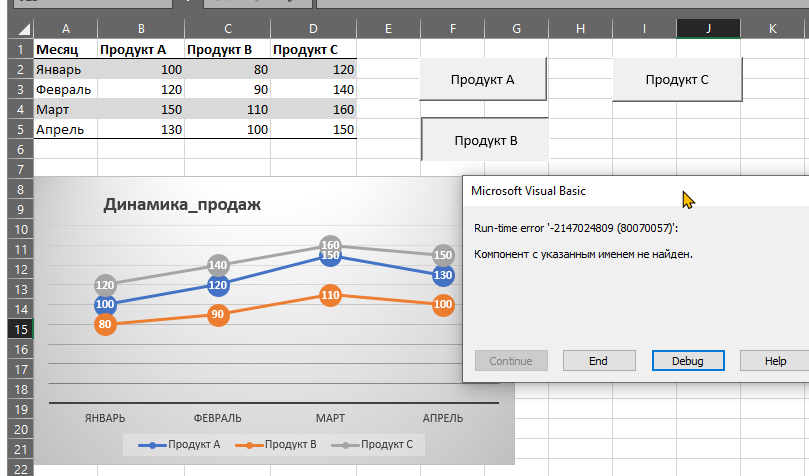 A B C D E F G H I J K
1 Месяц Продукт A Продукт B Продукт C
2 Январь 100 80 120
3 Февраль 120 90 140
4 Март 150 110 160
5 Апрель 130 100 150
6
7
8
9
10
11
12
13
14
15
16
17
18
19
20
21
22
Продукт A
Продукт C
Продукт B
Динамика_продаж
120 140 160 150
100 120 150 130
80 90 110 100
ЯНВАРЬ ФЕВРАЛЬ МАРТ АПРЕЛЬ
Продукт A Продукт B Продукт C
Microsoft Visual Basic
Run-time error '-2147024809 (80070057)':
Компонент с указанным именем не найден.
Continue End Debug Help